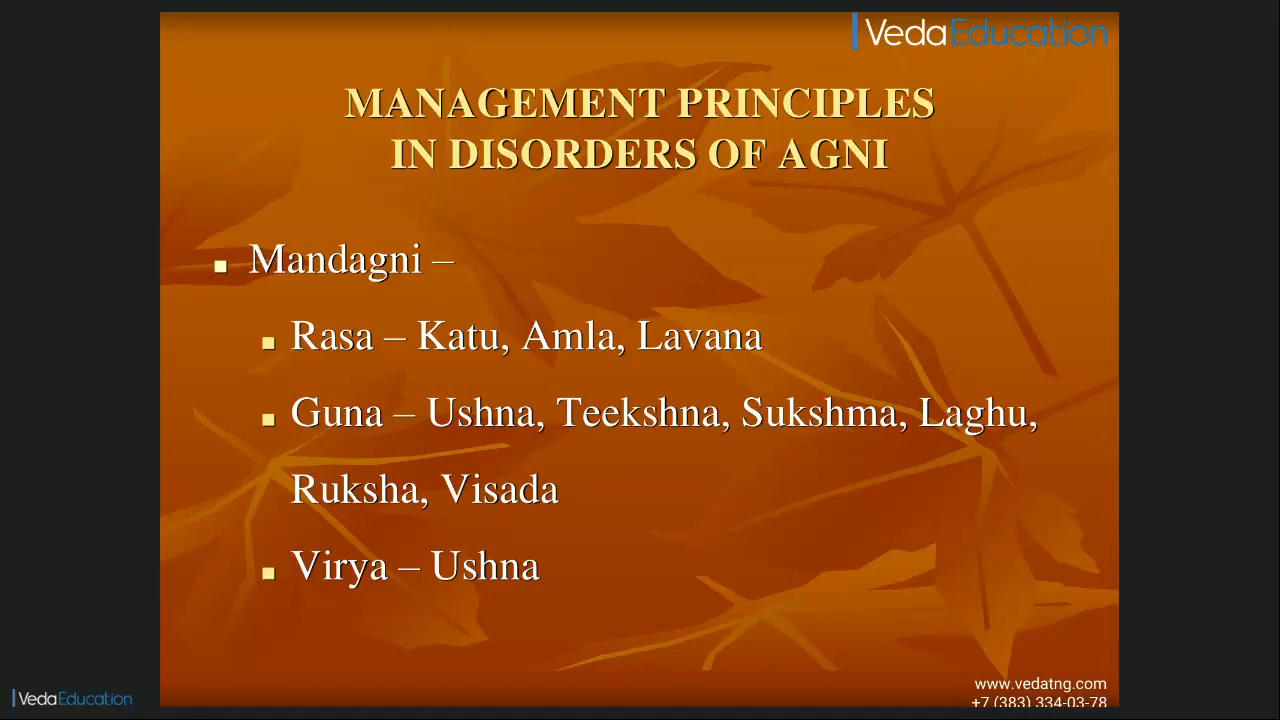 VedaEducation
MANAGEMENT PRINCIPLES
IN DISORDERS OF AGNI
Mandagni –
Rasa – Katu, Amla, Lavana
Guna – Ushna, Teekshna, Sukshma, Laghu,
Ruksha, Visada
Virya – Ushna
www.vedatng.com
+7 (383) 334-03-78
VedaEducation